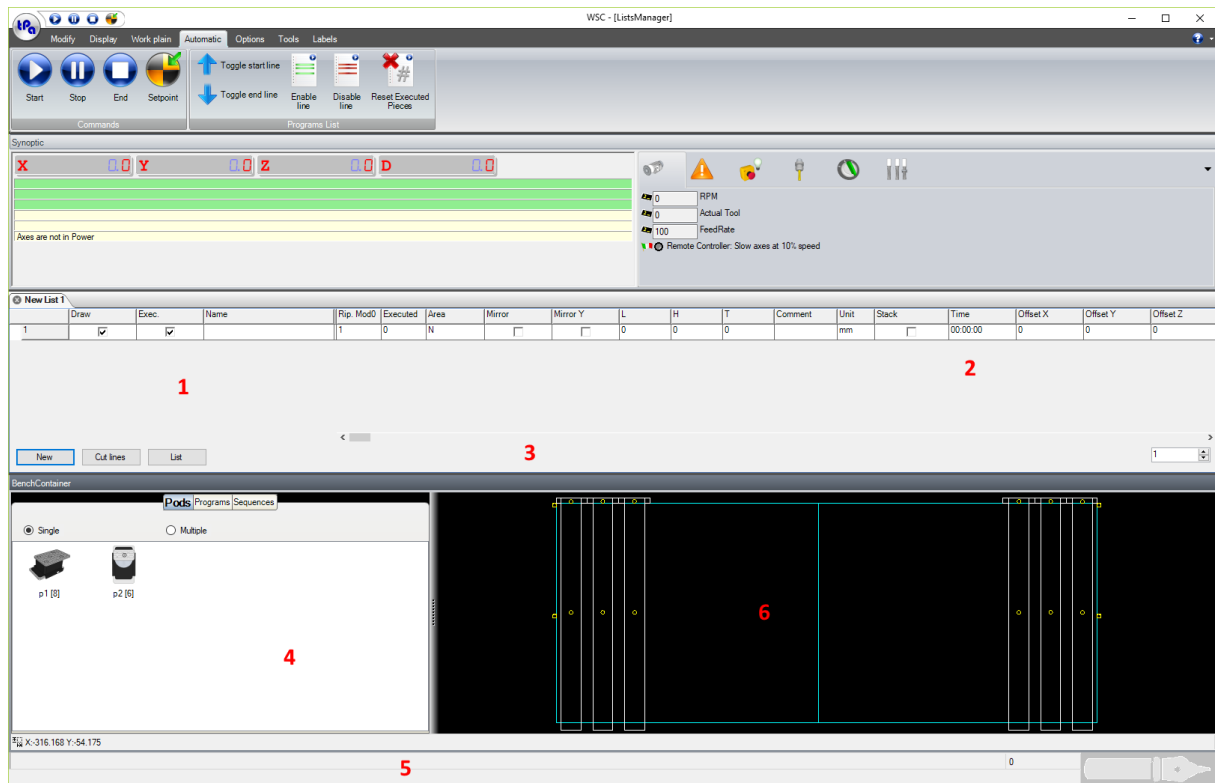 WSC - [ListsManager]
tPa
Modify Display Work plain Automatic Options Tools Labels
Toggle start line
Toggle end line
Start Stop End Setpoint Enable line Disable line Reset Executed Pieces
Commands Programs List
Synoptic
X 0.0 Y 0.0 Z 0.0 D 0.0
0 RPM
0 Actual Tool
100 FeedRate
Axes are not in Power
Remote Controller: Slow axes at 10% speed
New List 1
Draw Exec. Name Rip. Mod0 Executed Area Mirror Mirror Y L H T Comment Unit Stack Time Offset X Offset Y Offset Z
1 1 0 N 0 0 0 mm 00:00:00 0 0 0
1
2
3
New Cut lines List 1
BenchContainer
Pods Programs Sequences
Single Multiple
p1 [8] p2 [6]
4
6
X:-316.168 Y:-54.175
0
5